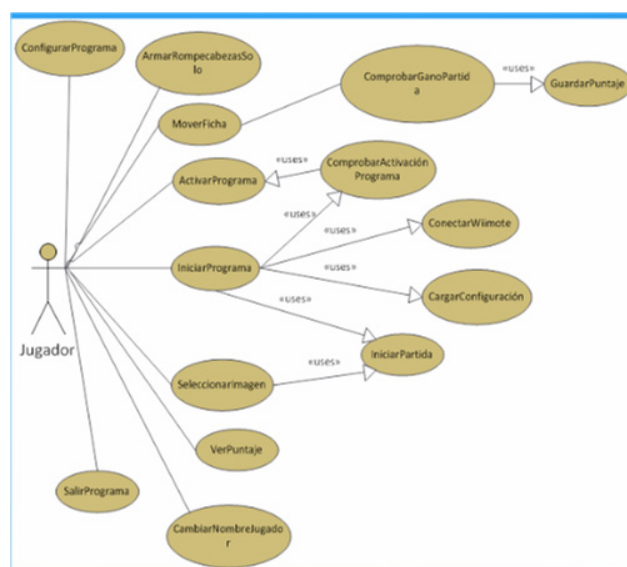 ConfigurarPrograma
ArmarRompecabezasSo
lo
ComprobarGanoPartid
a
«uses»
GuardarPuntaje
MoverFicha
«uses»
ComprobarActivación
Programa
ActivarPrograma
«uses»
«uses»
ConectarWiimote
IniciarPrograma
«uses»
CargarConfiguración
«uses»
Jugador
«uses»
IniciarPartida
SeleccionarImagen
VerPuntaje
SalirPrograma
CambiarNombreJugado
r